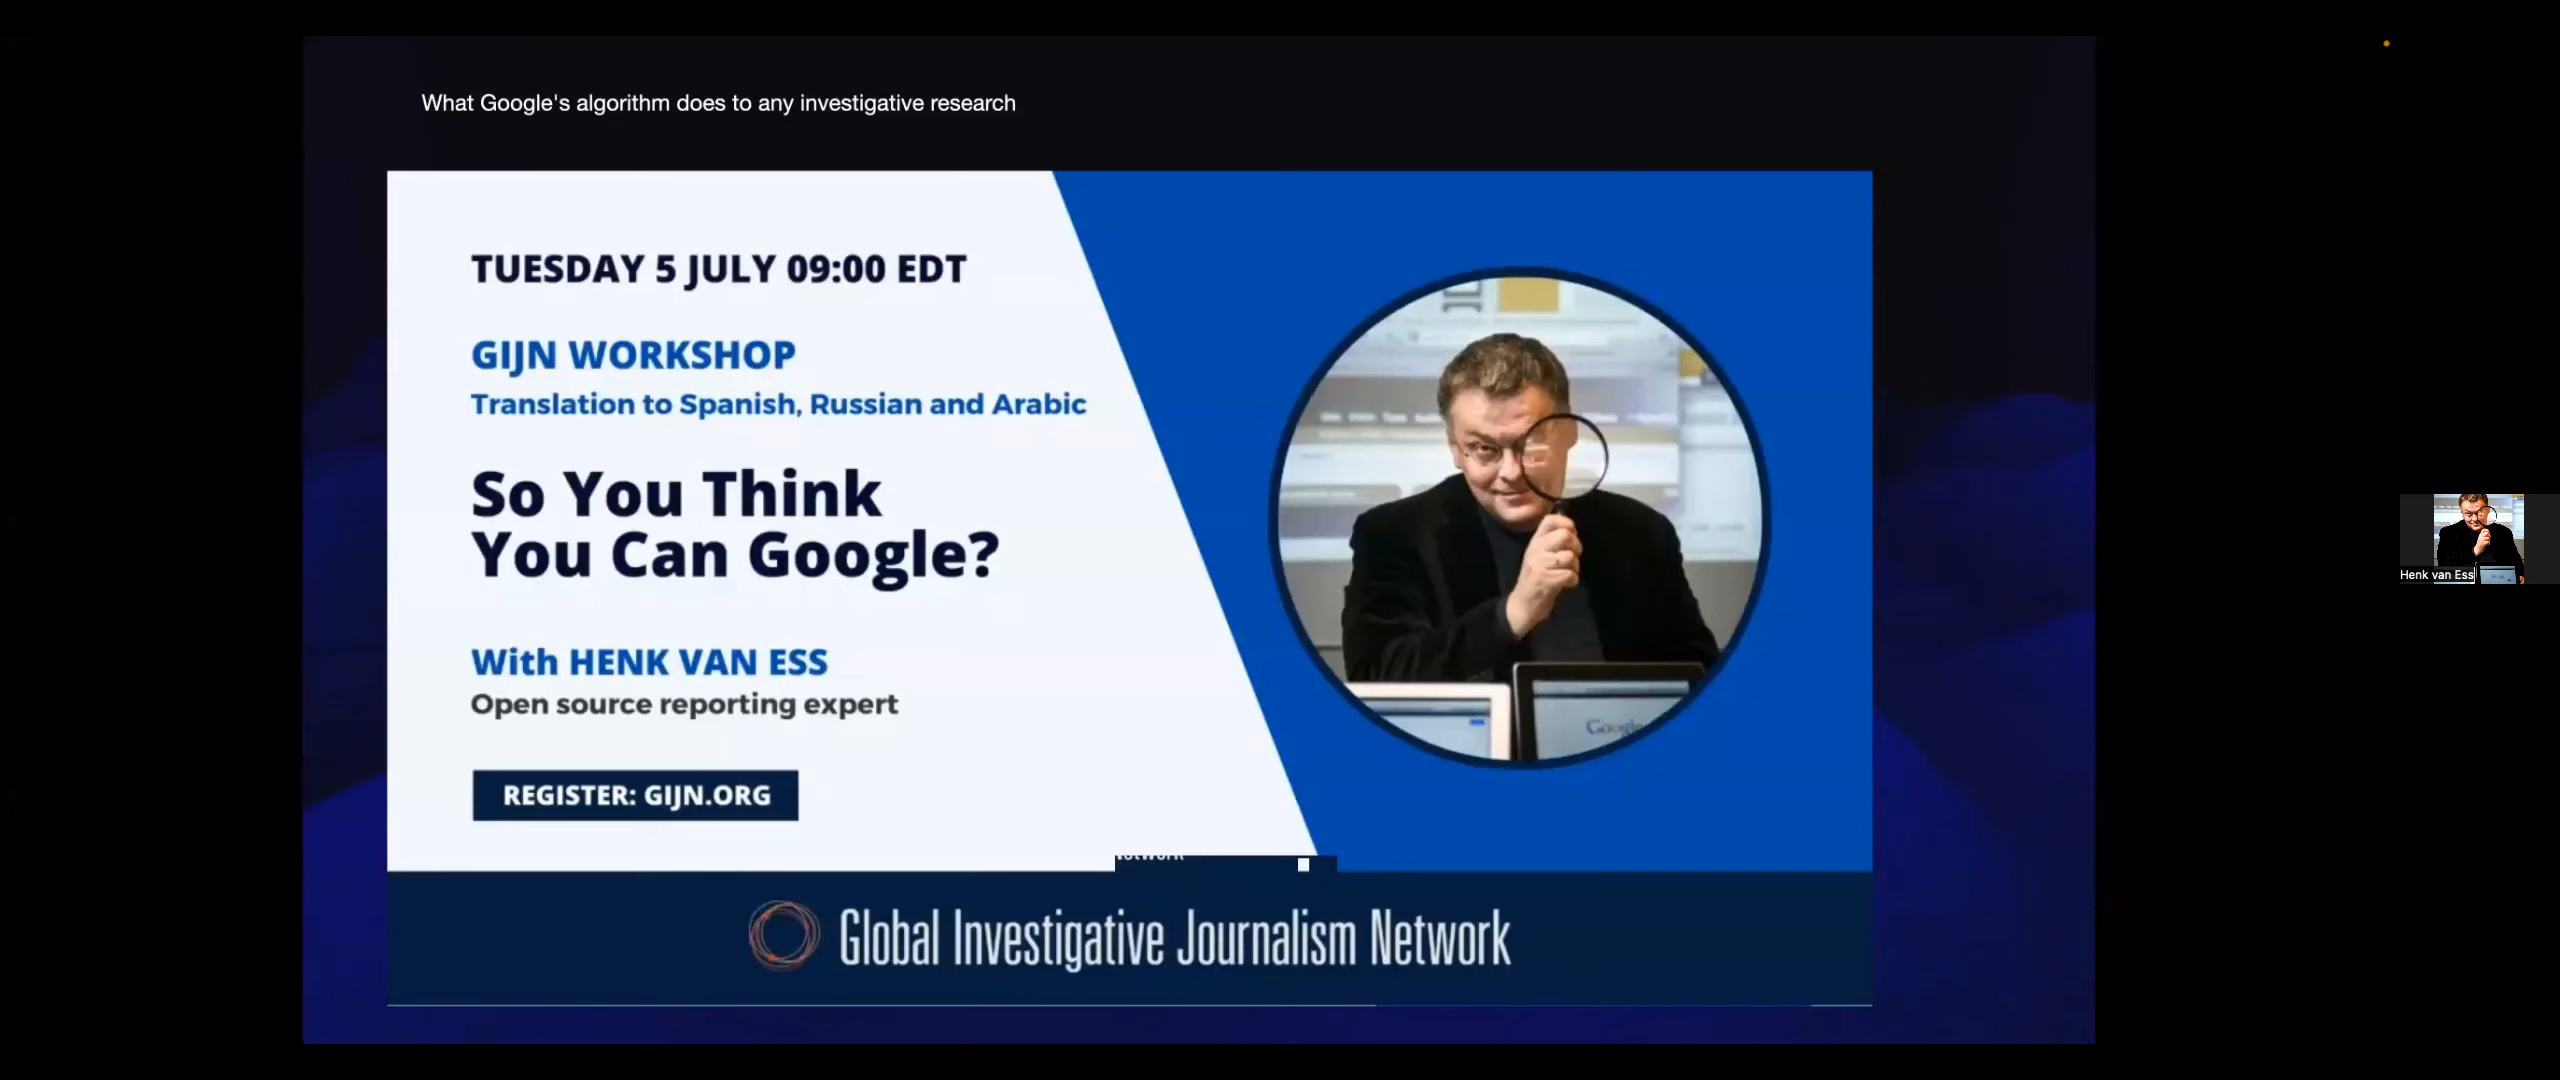 What Google's algorithm does to any investigative research
TUESDAY 5 JULY 09:00 EDT
GIJN WORKSHOP
Translation to Spanish, Russian and Arabic
So You Think
You Can Google?
With HENK VAN ESS
Open source reporting expert
REGISTER: GIJN.ORG
Google
Global Investigative Journalism Network
Henk van Ess